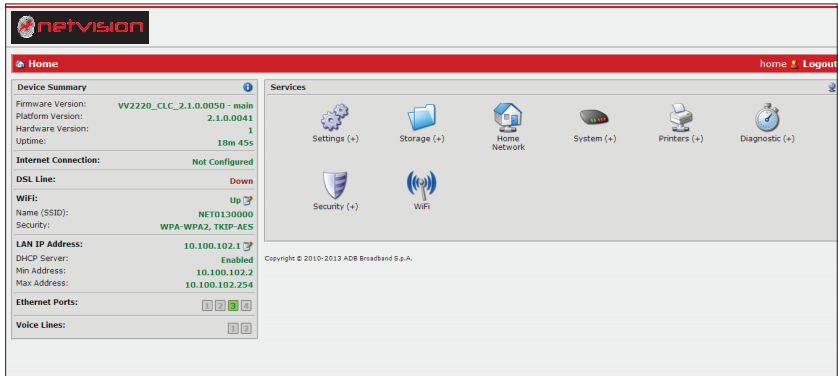 netvision
Home
home Logout
Device Summary
Firmware Version: VV2220_CLC_2.1.0.0050 - main
Platform Version: 2.1.0.0041
Hardware Version: 1
Uptime: 18m 45s
Internet Connection: Not Configured
DSL Line: Down
WiFi: Up
Name (SSID): NET0130000
Security: WPA-WPA2, TKIP-AES
LAN IP Address: 10.100.102.1
DHCP Server: Enabled
Min Address: 10.100.102.2
Max Address: 10.100.102.254
Ethernet Ports: 1 2 3 4
Voice Lines: 1 2
Services
Settings (+) Storage (+) Home Network System (+) Printers (+) Diagnostic (+)
Security (+) WiFi
Copyright © 2010-2013 ADB Broadband S.p.A.